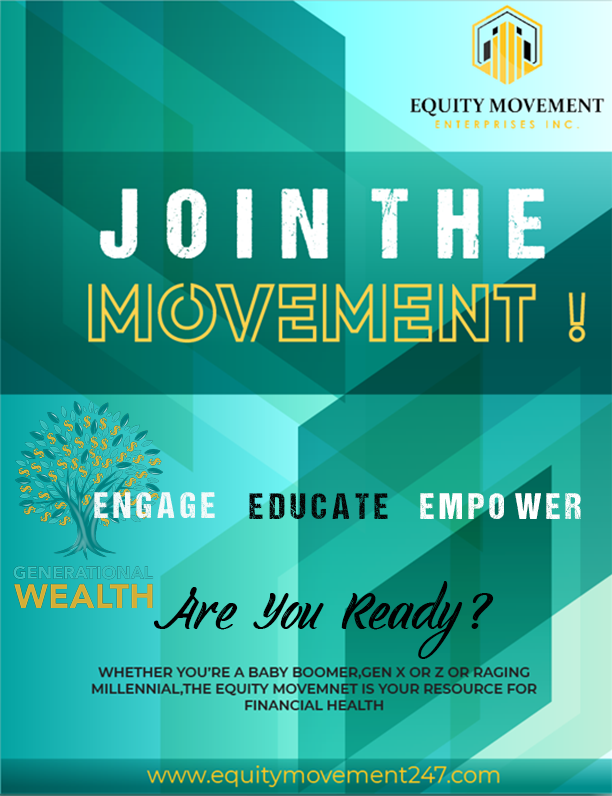 EQUITY MOVEMENT
ENTERPRISES INC.
JOIN THE
MOVEMENT !
ENGAGE EDUCATE EMPOWER
GENERATIONAL
WEALTH
Are You Ready?
WHETHER YOU'RE A BABY BOOMER,GEN X OR Z OR RAGING
MILLENNIAL,THE EQUITY MOVEMNET IS YOUR RESOURCE FOR
FINANCIAL HEALTH
www.equitymovement247.com